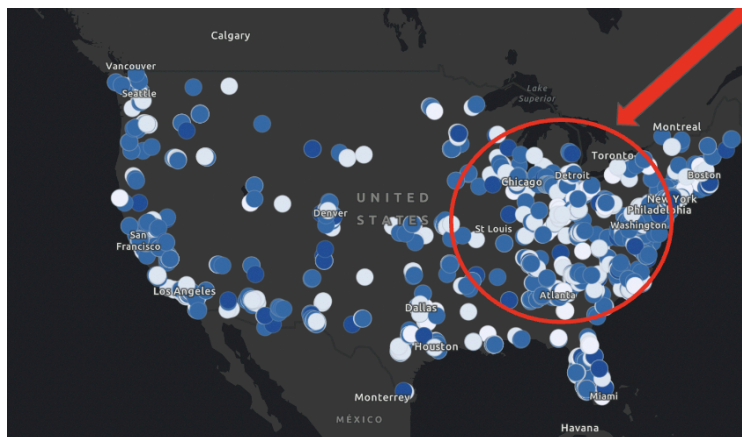 Calgary
Vancouver
Seattle
Lake
Superior
Montreal
Toronto
Boston
Chicago
Detroit
New York
Philadelphia
UNITED
STATES
Denver
St Louis
Washington
San
Francisco
Los Angeles
Atlanta
Dallas
Houston
Monterrey
Miami
MÉXICO
Havana